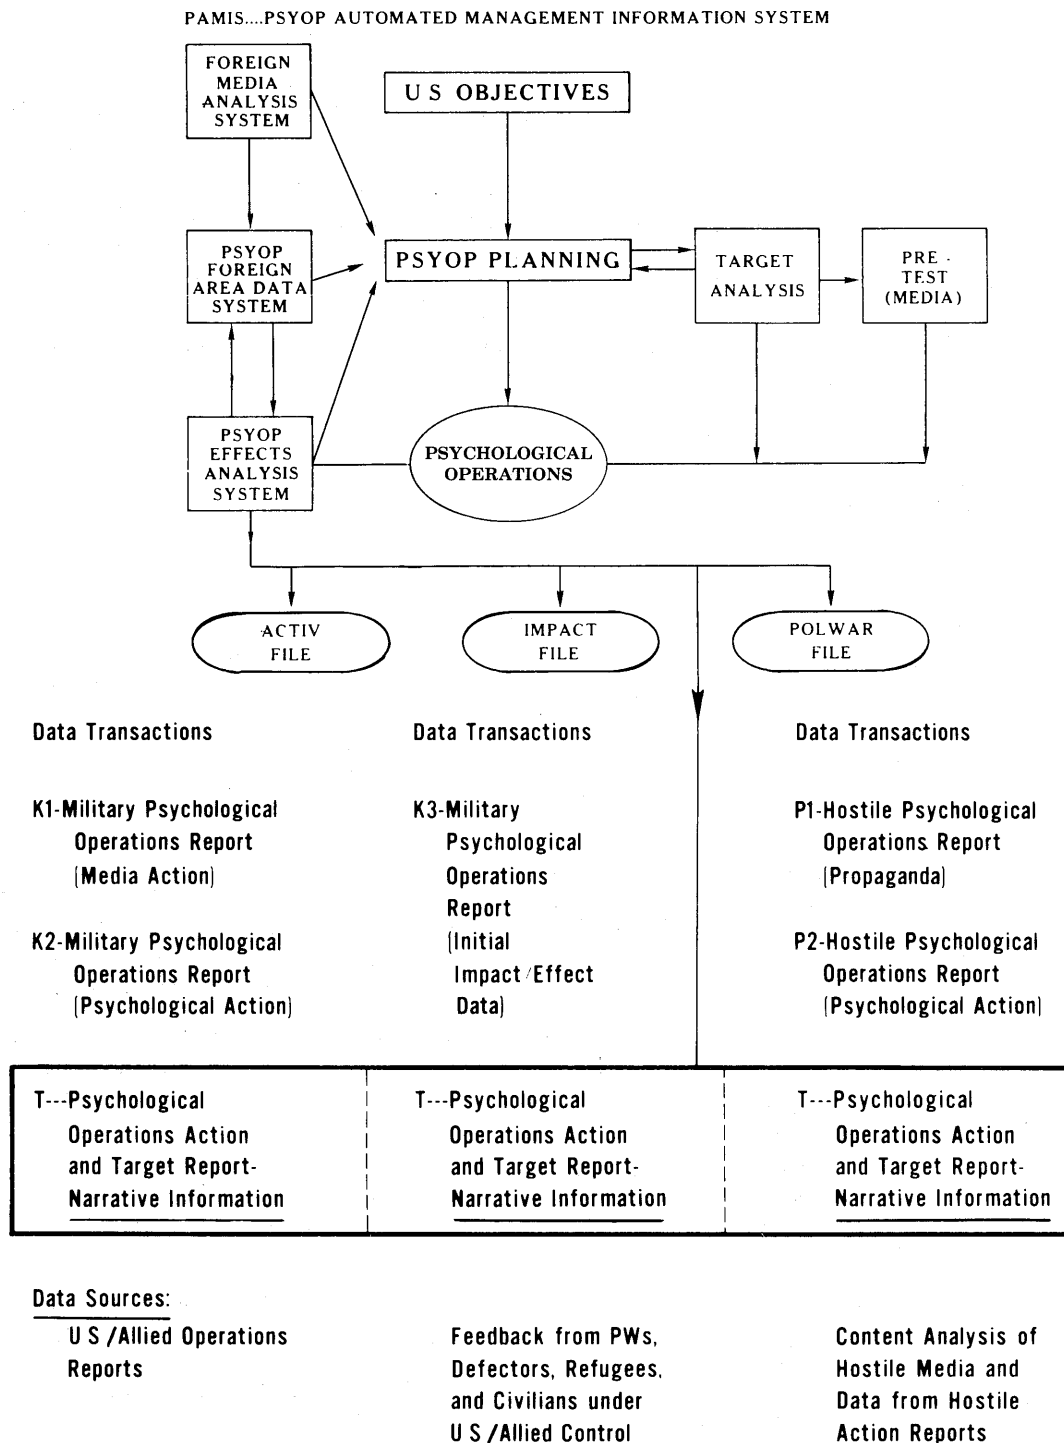 PAMIS....PSYOP AUTOMATED MANAGEMENT INFORMATION SYSTEM
FOREIGN
MEDIA
ANALYSIS
SYSTEM
U S OBJECTIVES
PSYOP
FOREIGN
AREA DATA
SYSTEM
PSYOP PLANNING
TARGET
ANALYSIS
PRE -
TEST
(MEDIA)
PSYOP
EFFECTS
ANALYSIS
SYSTEM
PSYCHOLOGICAL
OPERATIONS
ACTIV
FILE
IMPACT
FILE
POLWAR
FILE
Data Transactions
K1-Military Psychological
Operations Report
(Media Action)
K2-Military Psychological
Operations Report
(Psychological Action)
Data Transactions
K3-Military
Psychological
Operations
Report
(Initial
Impact/Effect
Data)
Data Transactions
P1-Hostile Psychological
Operations Report
(Propaganda)
P2-Hostile Psychological
Operations Report
(Psychological Action)
T---Psychological
Operations Action
and Target Report-
Narrative Information
T---Psychological
Operations Action
and Target Report-
Narrative Information
T---Psychological
Operations Action
and Target Report-
Narrative Information
Data Sources:
U S /Allied Operations
Reports
Feedback from PWs,
Defectors, Refugees,
and Civilians under
U S /Allied Control
Content Analysis of
Hostile Media and
Data from Hostile
Action Reports